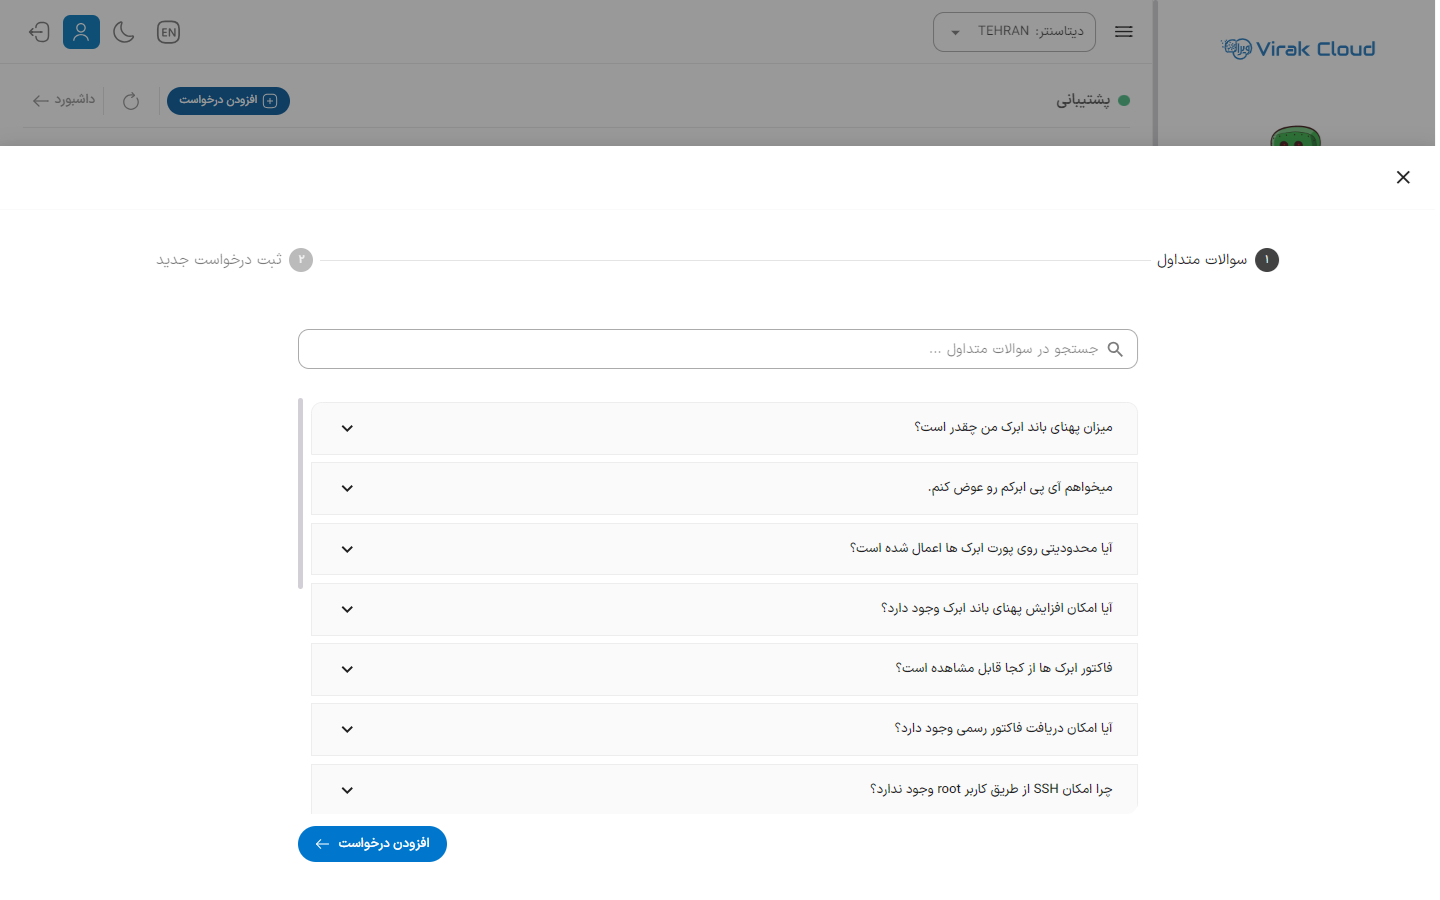 Virak Cloud
دیتاسنتر: TEHRAN
EN
پشتیبانی
افزودن درخواست
داشبورد
۱ سوالات متداول
۲ ثبت درخواست جدید
جستجو در سوالات متداول ...
میزان پهنای باند ابرک من چقدر است؟
میخواهم آی پی ابرکم رو عوض کنم.
آیا محدودیتی روی پورت ابرک ها اعمال شده است؟
آیا امکان افزایش پهنای باند ابرک وجود دارد؟
فاکتور ابرک ها از کجا قابل مشاهده است؟
آیا امکان دریافت فاکتور رسمی وجود دارد؟
چرا امکان SSH از طریق کاربر root وجود ندارد؟
افزودن درخواست